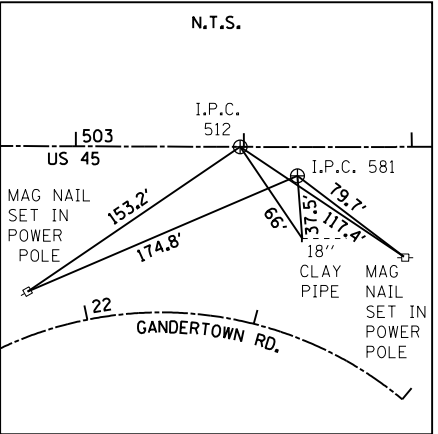 N.T.S.
I.P.C.
512
503
US 45
I.P.C. 581
MAG NAIL
SET IN
POWER
POLE
153.2'
174.8'
66'
37.5'
79.7'
117.4'
18''
CLAY
PIPE
MAG
NAIL
SET IN
POWER
POLE
22
GANDERTOWN RD.